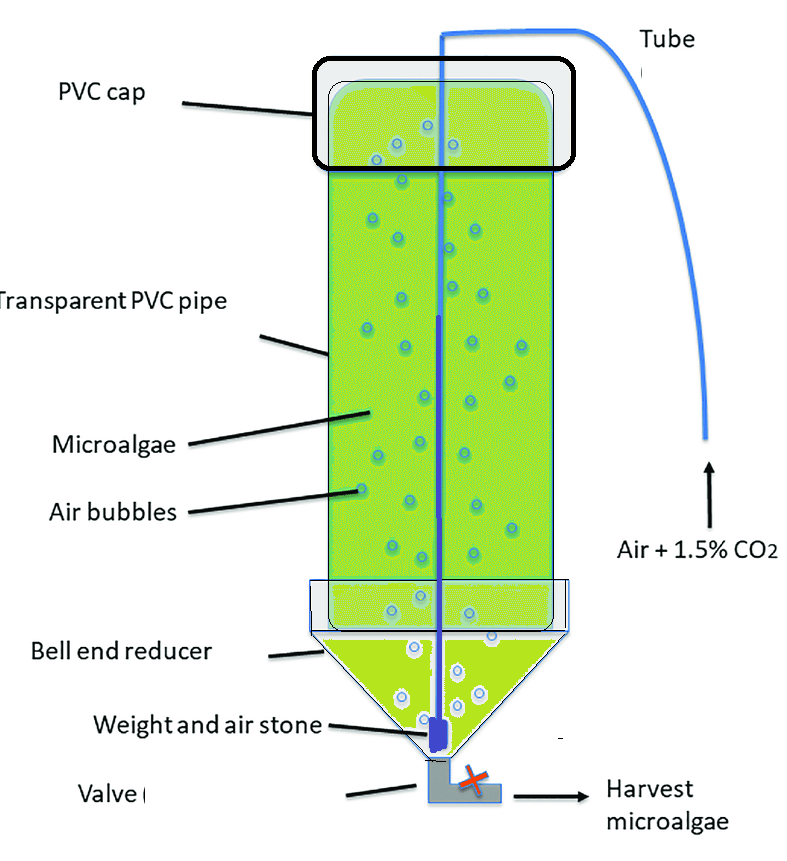 Tube
PVC cap
Transparent PVC pipe
Microalgae
Air bubbles
Air + 1.5% CO2
Bell end reducer
Weight and air stone
Valve (
Harvest
microalgae